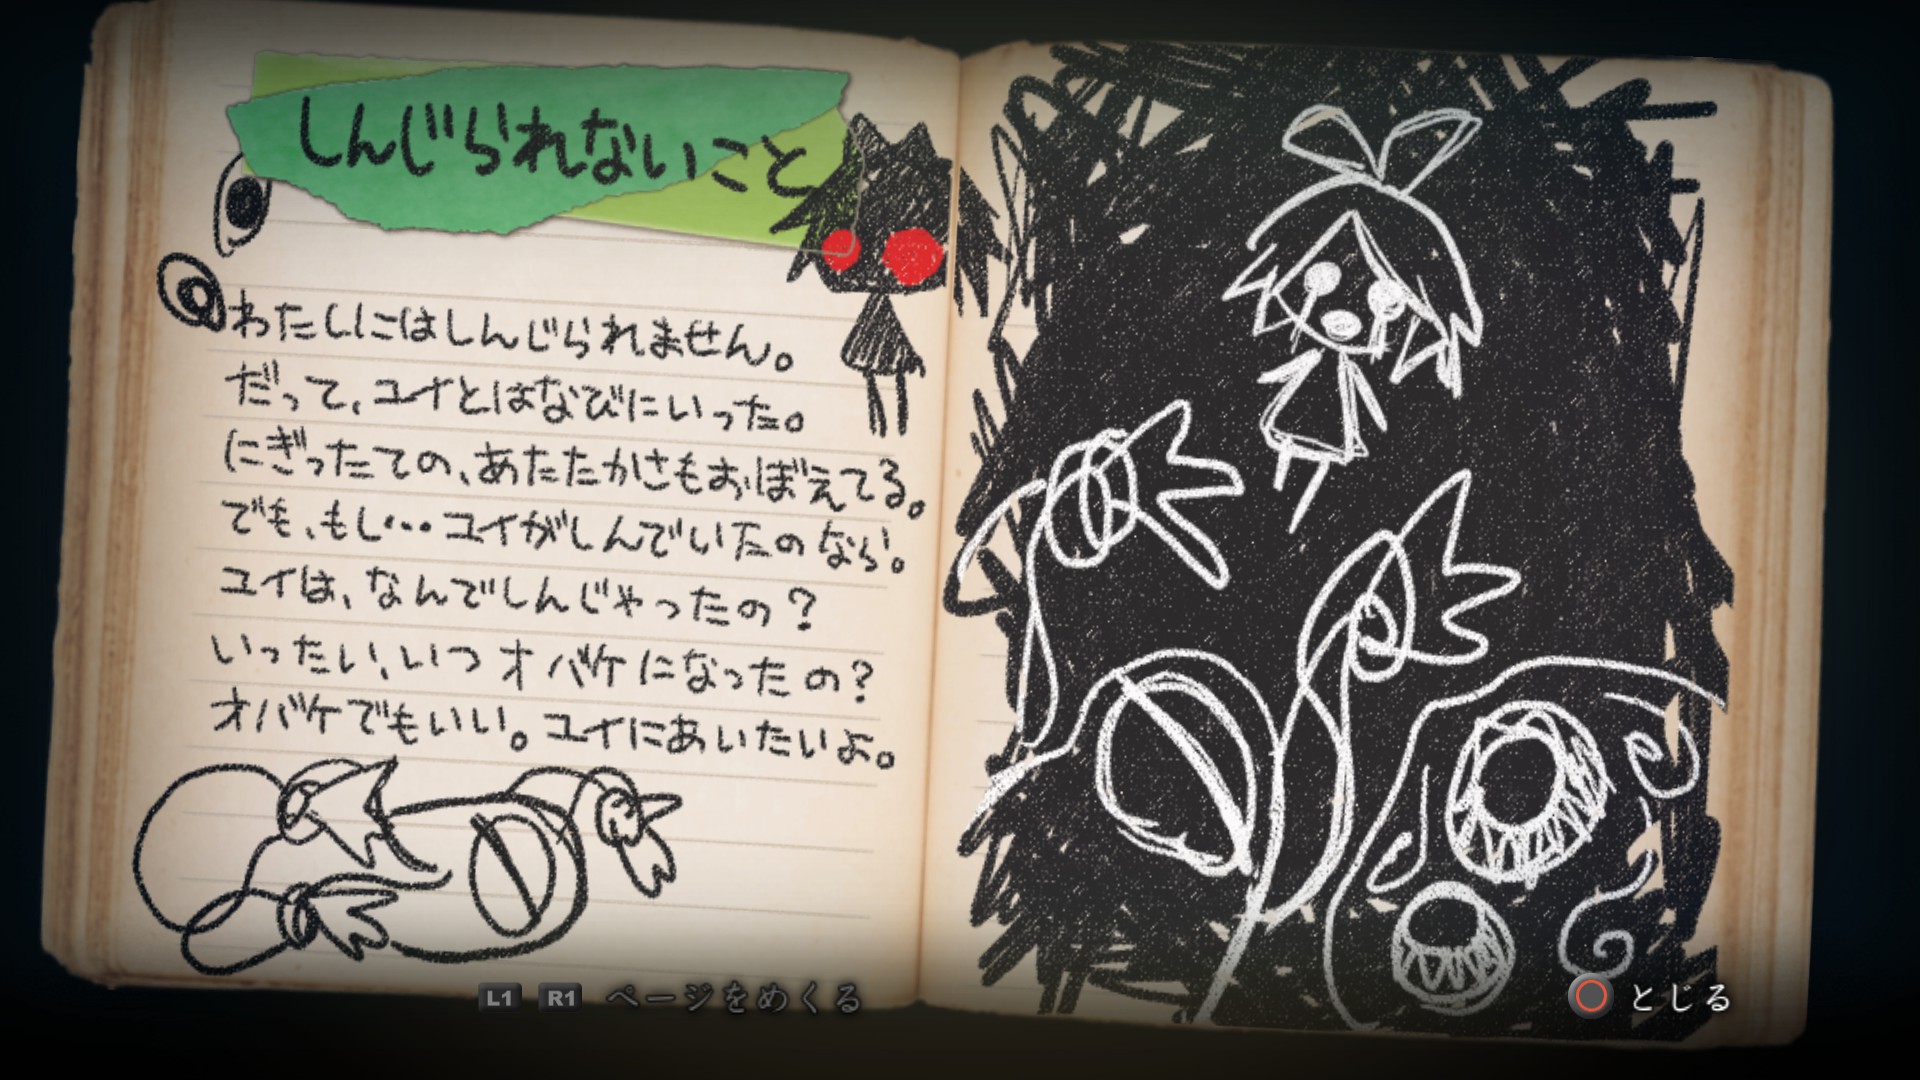 しんじられないこと
わたしにはしんじられません。
だって、ユイとはなびにいった。
にぎったての、あたたかさもおぼえてる。
でも、もし…ユイがしんでいたのなら。
ユイは、なんでしんじゃったの？
いったい、いつオバケになったの？
オバケでもいい。ユイにあいたいよ。
L1 R1 ページをめくる
とじる